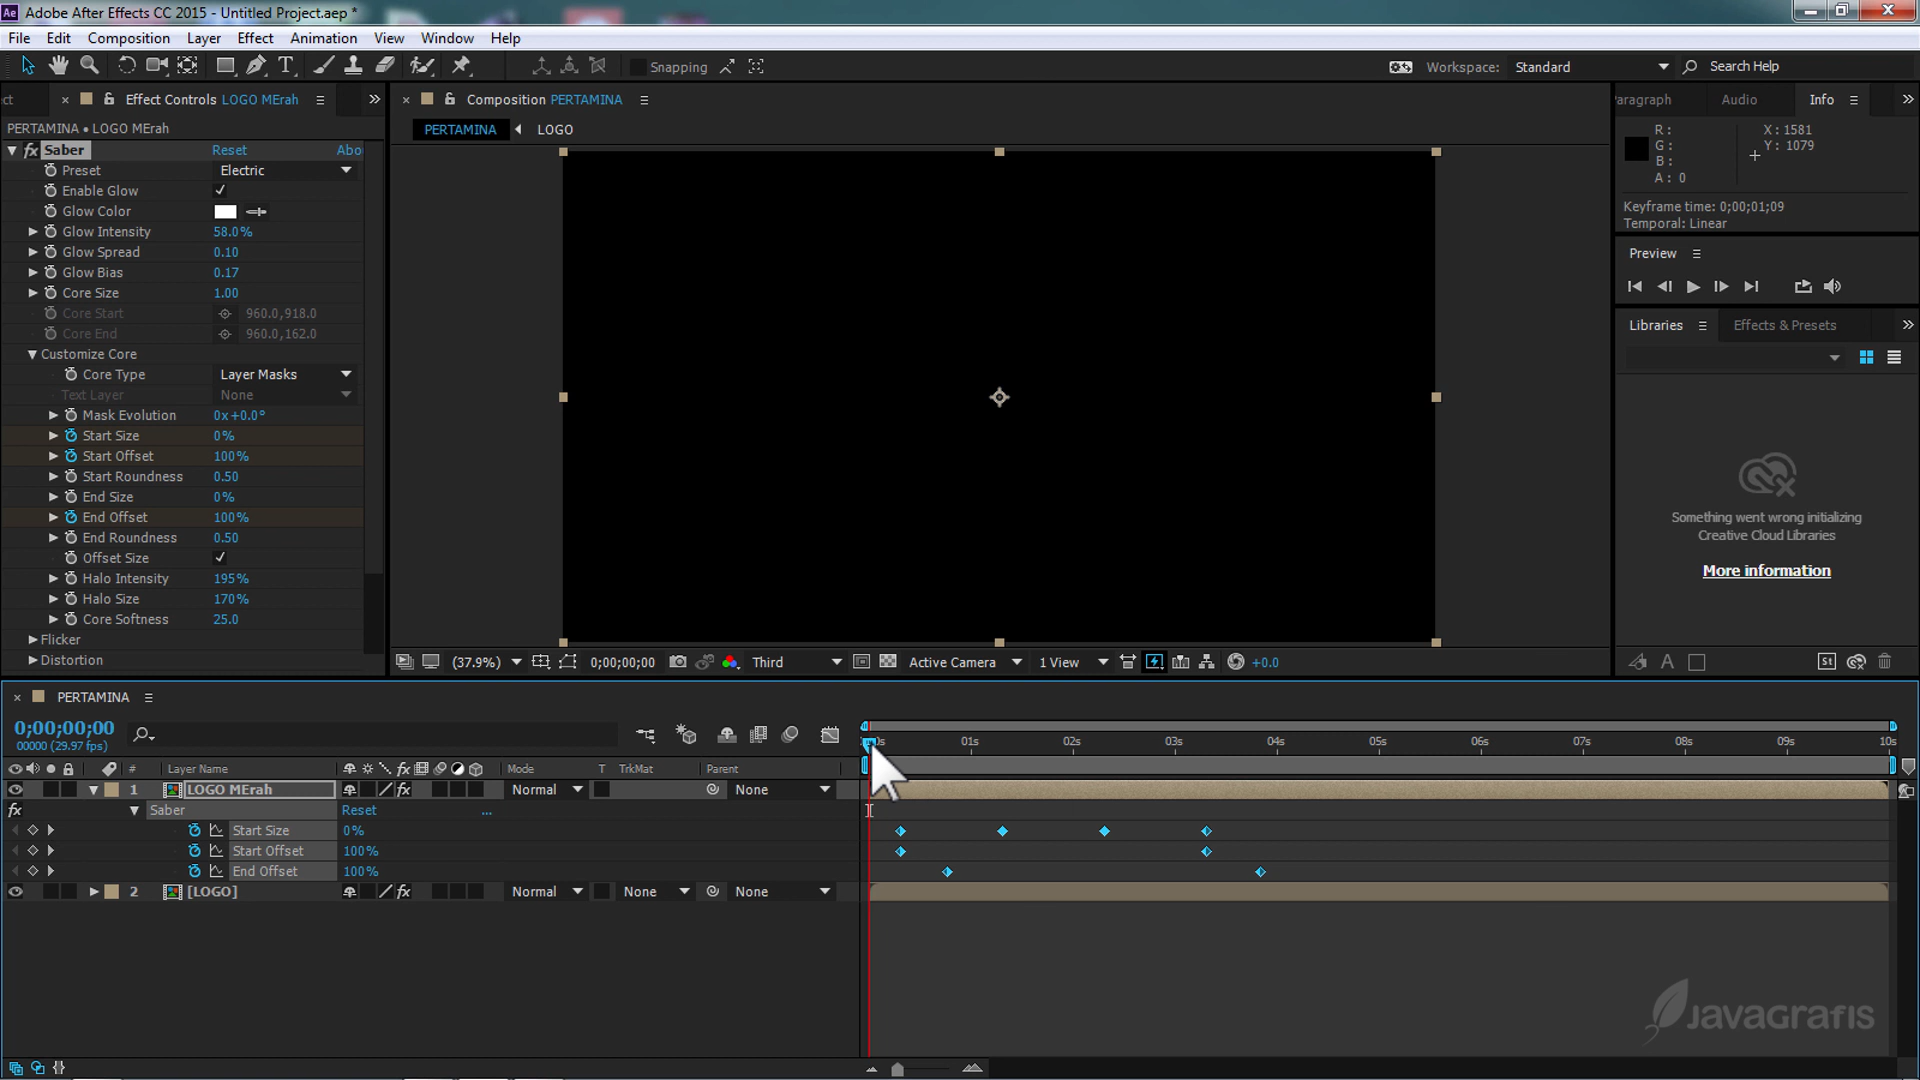 Adobe After Effects CC 2015 - Untitled Project.aep *
File Edit Composition Layer Effect Animation View Window Help
Snapping
Workspace: Standard
Search Help
ct
Effect Controls LOGO MErah
PERTAMINA • LOGO MErah
Saber Reset Abo
Preset Electric
Enable Glow
Glow Color
Glow Intensity 58.0%
Glow Spread 0.10
Glow Bias 0.17
Core Size 1.00
Core Start 960.0,918.0
Core End 960.0,162.0
Customize Core
Core Type Layer Masks
Text Layer None
Mask Evolution 0x+0.0°
Start Size 0%
Start Offset 100%
Start Roundness 0.50
End Size 0%
End Offset 100%
End Roundness 0.50
Offset Size
Halo Intensity 195%
Halo Size 170%
Core Softness 25.0
Flicker
Distortion
Composition PERTAMINA
PERTAMINA LOGO
(37.9%) 0;00;00;00 Third Active Camera 1 View +0.0
aragraph Audio Info
R: X: 1581
G: Y: 1079
B:
A: 0
Keyframe time: 0;00;01;09
Temporal: Linear
Preview
Libraries Effects & Presets
Something went wrong initializing
Creative Cloud Libraries
More information
St
PERTAMINA
0;00;00;00
00000 (29.97 fps)
0s 01s 02s 03s 04s 05s 06s 07s 08s 09s 10s
# Layer Name Mode T TrkMat Parent
1 LOGO MErah Normal None
Saber Reset ...
Start Size 0%
Start Offset 100%
End Offset 100%
2 [LOGO] Normal None None
JavaGrafis